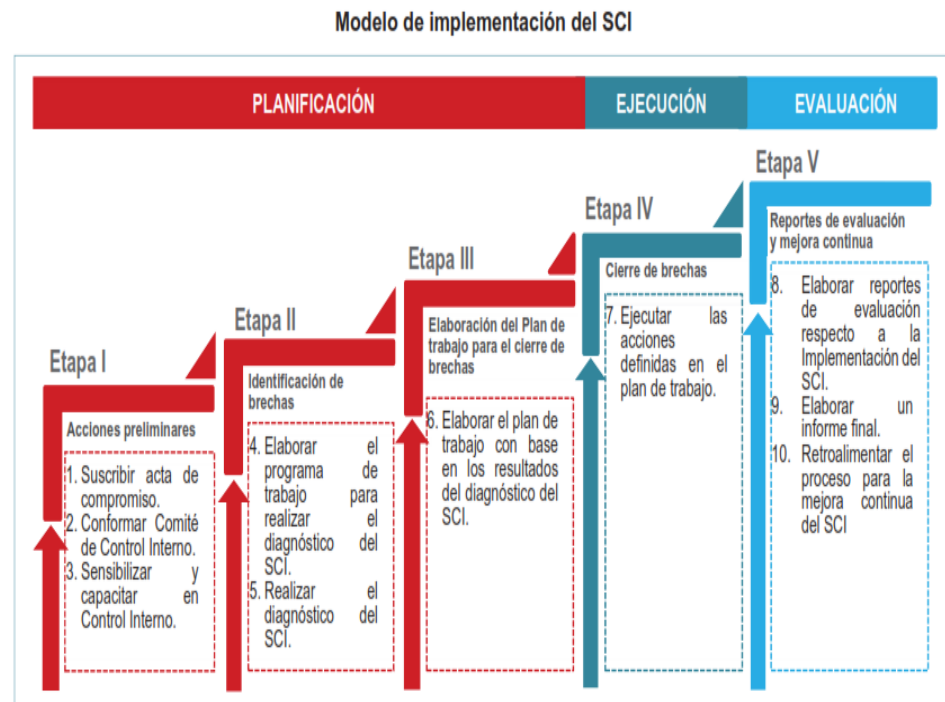 Modelo de implementación del SCI
PLANIFICACIÓN
EJECUCIÓN
EVALUACIÓN
Etapa I
Acciones preliminares
1. Suscribir acta de
compromiso.
2. Conformar Comité
de Control Interno.
3. Sensibilizar y
capacitar en
Control Interno.
Etapa II
Identificación de
brechas
4. Elaborar el
programa de
trabajo para
realizar el
diagnóstico del
SCI.
5. Realizar el
diagnóstico del
SCI.
Etapa III
Elaboración del Plan de
trabajo para el cierre de
brechas
6. Elaborar el plan de
trabajo con base
en los resultados
del diagnóstico del
SCI.
Etapa IV
Cierre de brechas
7. Ejecutar las
acciones
definidas en el
plan de trabajo.
Etapa V
Reportes de evaluación
y mejora continua
8. Elaborar reportes
de evaluación
respecto a la
Implementación del
SCI.
9. Elaborar un
informe final.
10. Retroalimentar el
proceso para la
mejora continua
del SCI